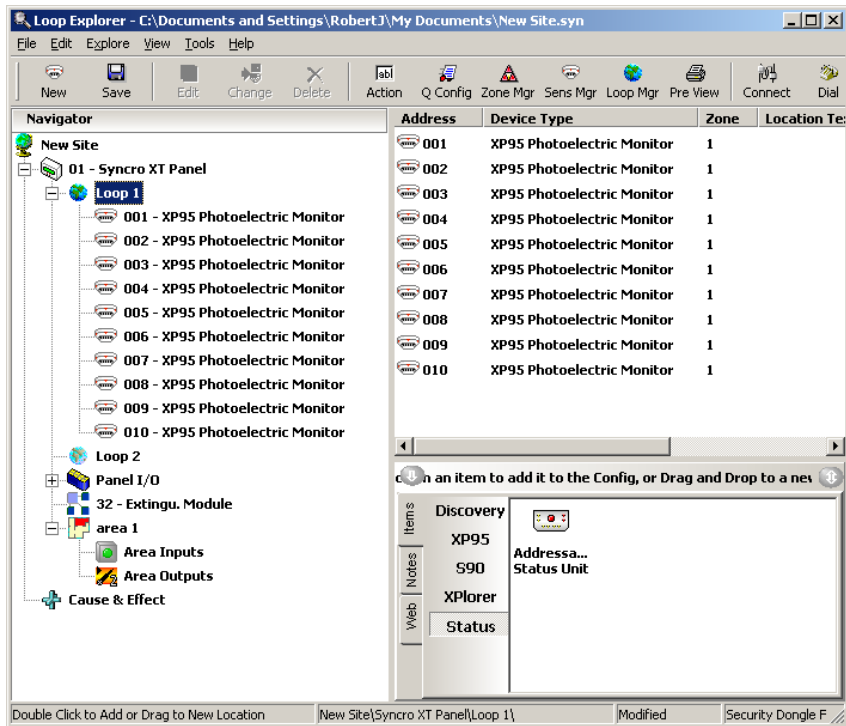 Loop Explorer - C:\Documents and Settings\RobertJ\My Documents\New Site.syn
File Edit Explore View Tools Help
New Save Edit Change Delete Action Q Config Zone Mgr Sens Mgr Loop Mgr Pre View Connect Dial
abl
Navigator
New Site
01 - Syncro XT Panel
Loop 1
001 - XP95 Photoelectric Monitor
002 - XP95 Photoelectric Monitor
003 - XP95 Photoelectric Monitor
004 - XP95 Photoelectric Monitor
005 - XP95 Photoelectric Monitor
006 - XP95 Photoelectric Monitor
007 - XP95 Photoelectric Monitor
008 - XP95 Photoelectric Monitor
009 - XP95 Photoelectric Monitor
010 - XP95 Photoelectric Monitor
Loop 2
Panel I/O
32 - Extingu. Module
area 1
Area Inputs
Area Outputs
Cause & Effect
Address Device Type Zone Location Te
001 XP95 Photoelectric Monitor 1
002 XP95 Photoelectric Monitor 1
003 XP95 Photoelectric Monitor 1
004 XP95 Photoelectric Monitor 1
005 XP95 Photoelectric Monitor 1
006 XP95 Photoelectric Monitor 1
007 XP95 Photoelectric Monitor 1
008 XP95 Photoelectric Monitor 1
009 XP95 Photoelectric Monitor 1
010 XP95 Photoelectric Monitor 1
an item to add it to the Config, or Drag and Drop to a new
Items
Notes
Web
Discovery
XP95
S90
XPlorer
Status
Addressa...
Status Unit
Double Click to Add or Drag to New Location New Site\Syncro XT Panel\Loop 1\ Modified Security Dongle F